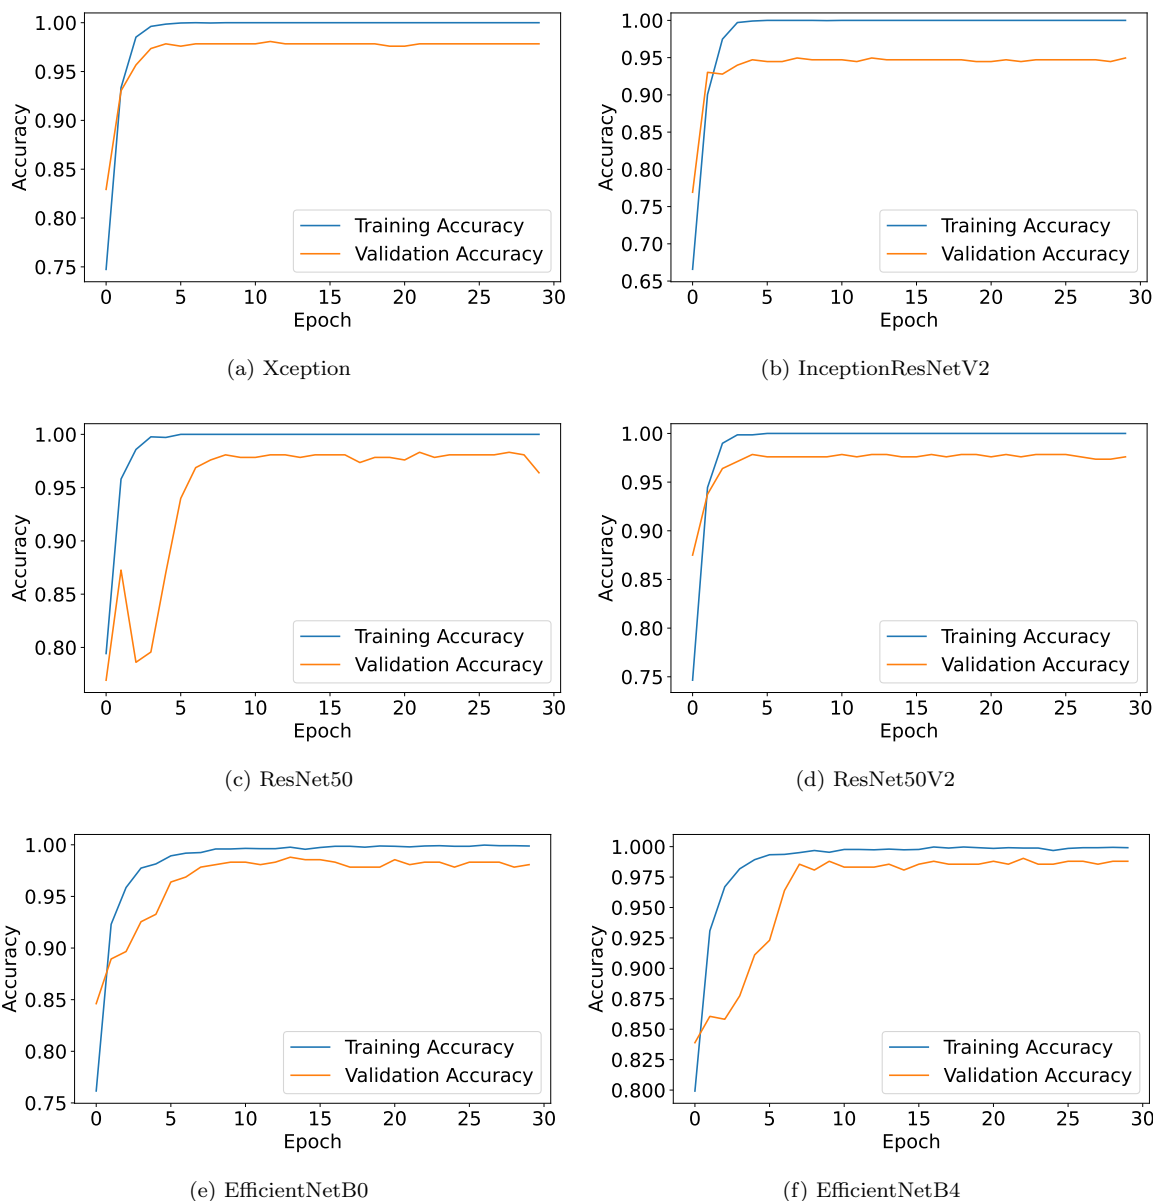 1.00
0.95
0.90
0.85
0.80
0.75
Accuracy
Training Accuracy
Validation Accuracy
0 5 10 15 20 25 30
Epoch
(a) Xception
1.00
0.95
0.90
0.85
0.80
0.75
0.70
0.65
Accuracy
Training Accuracy
Validation Accuracy
0 5 10 15 20 25 30
Epoch
(b) InceptionResNetV2
1.00
0.95
0.90
0.85
0.80
Accuracy
Training Accuracy
Validation Accuracy
0 5 10 15 20 25 30
Epoch
(c) ResNet50
1.00
0.95
0.90
0.85
0.80
0.75
Accuracy
Training Accuracy
Validation Accuracy
0 5 10 15 20 25 30
Epoch
(d) ResNet50V2
1.00
0.95
0.90
0.85
0.80
0.75
Accuracy
Training Accuracy
Validation Accuracy
0 5 10 15 20 25 30
Epoch
(e) EfficientNetB0
1.000
0.975
0.950
0.925
0.900
0.875
0.850
0.825
0.800
Accuracy
Training Accuracy
Validation Accuracy
0 5 10 15 20 25 30
Epoch
(f) EfficientNetB4